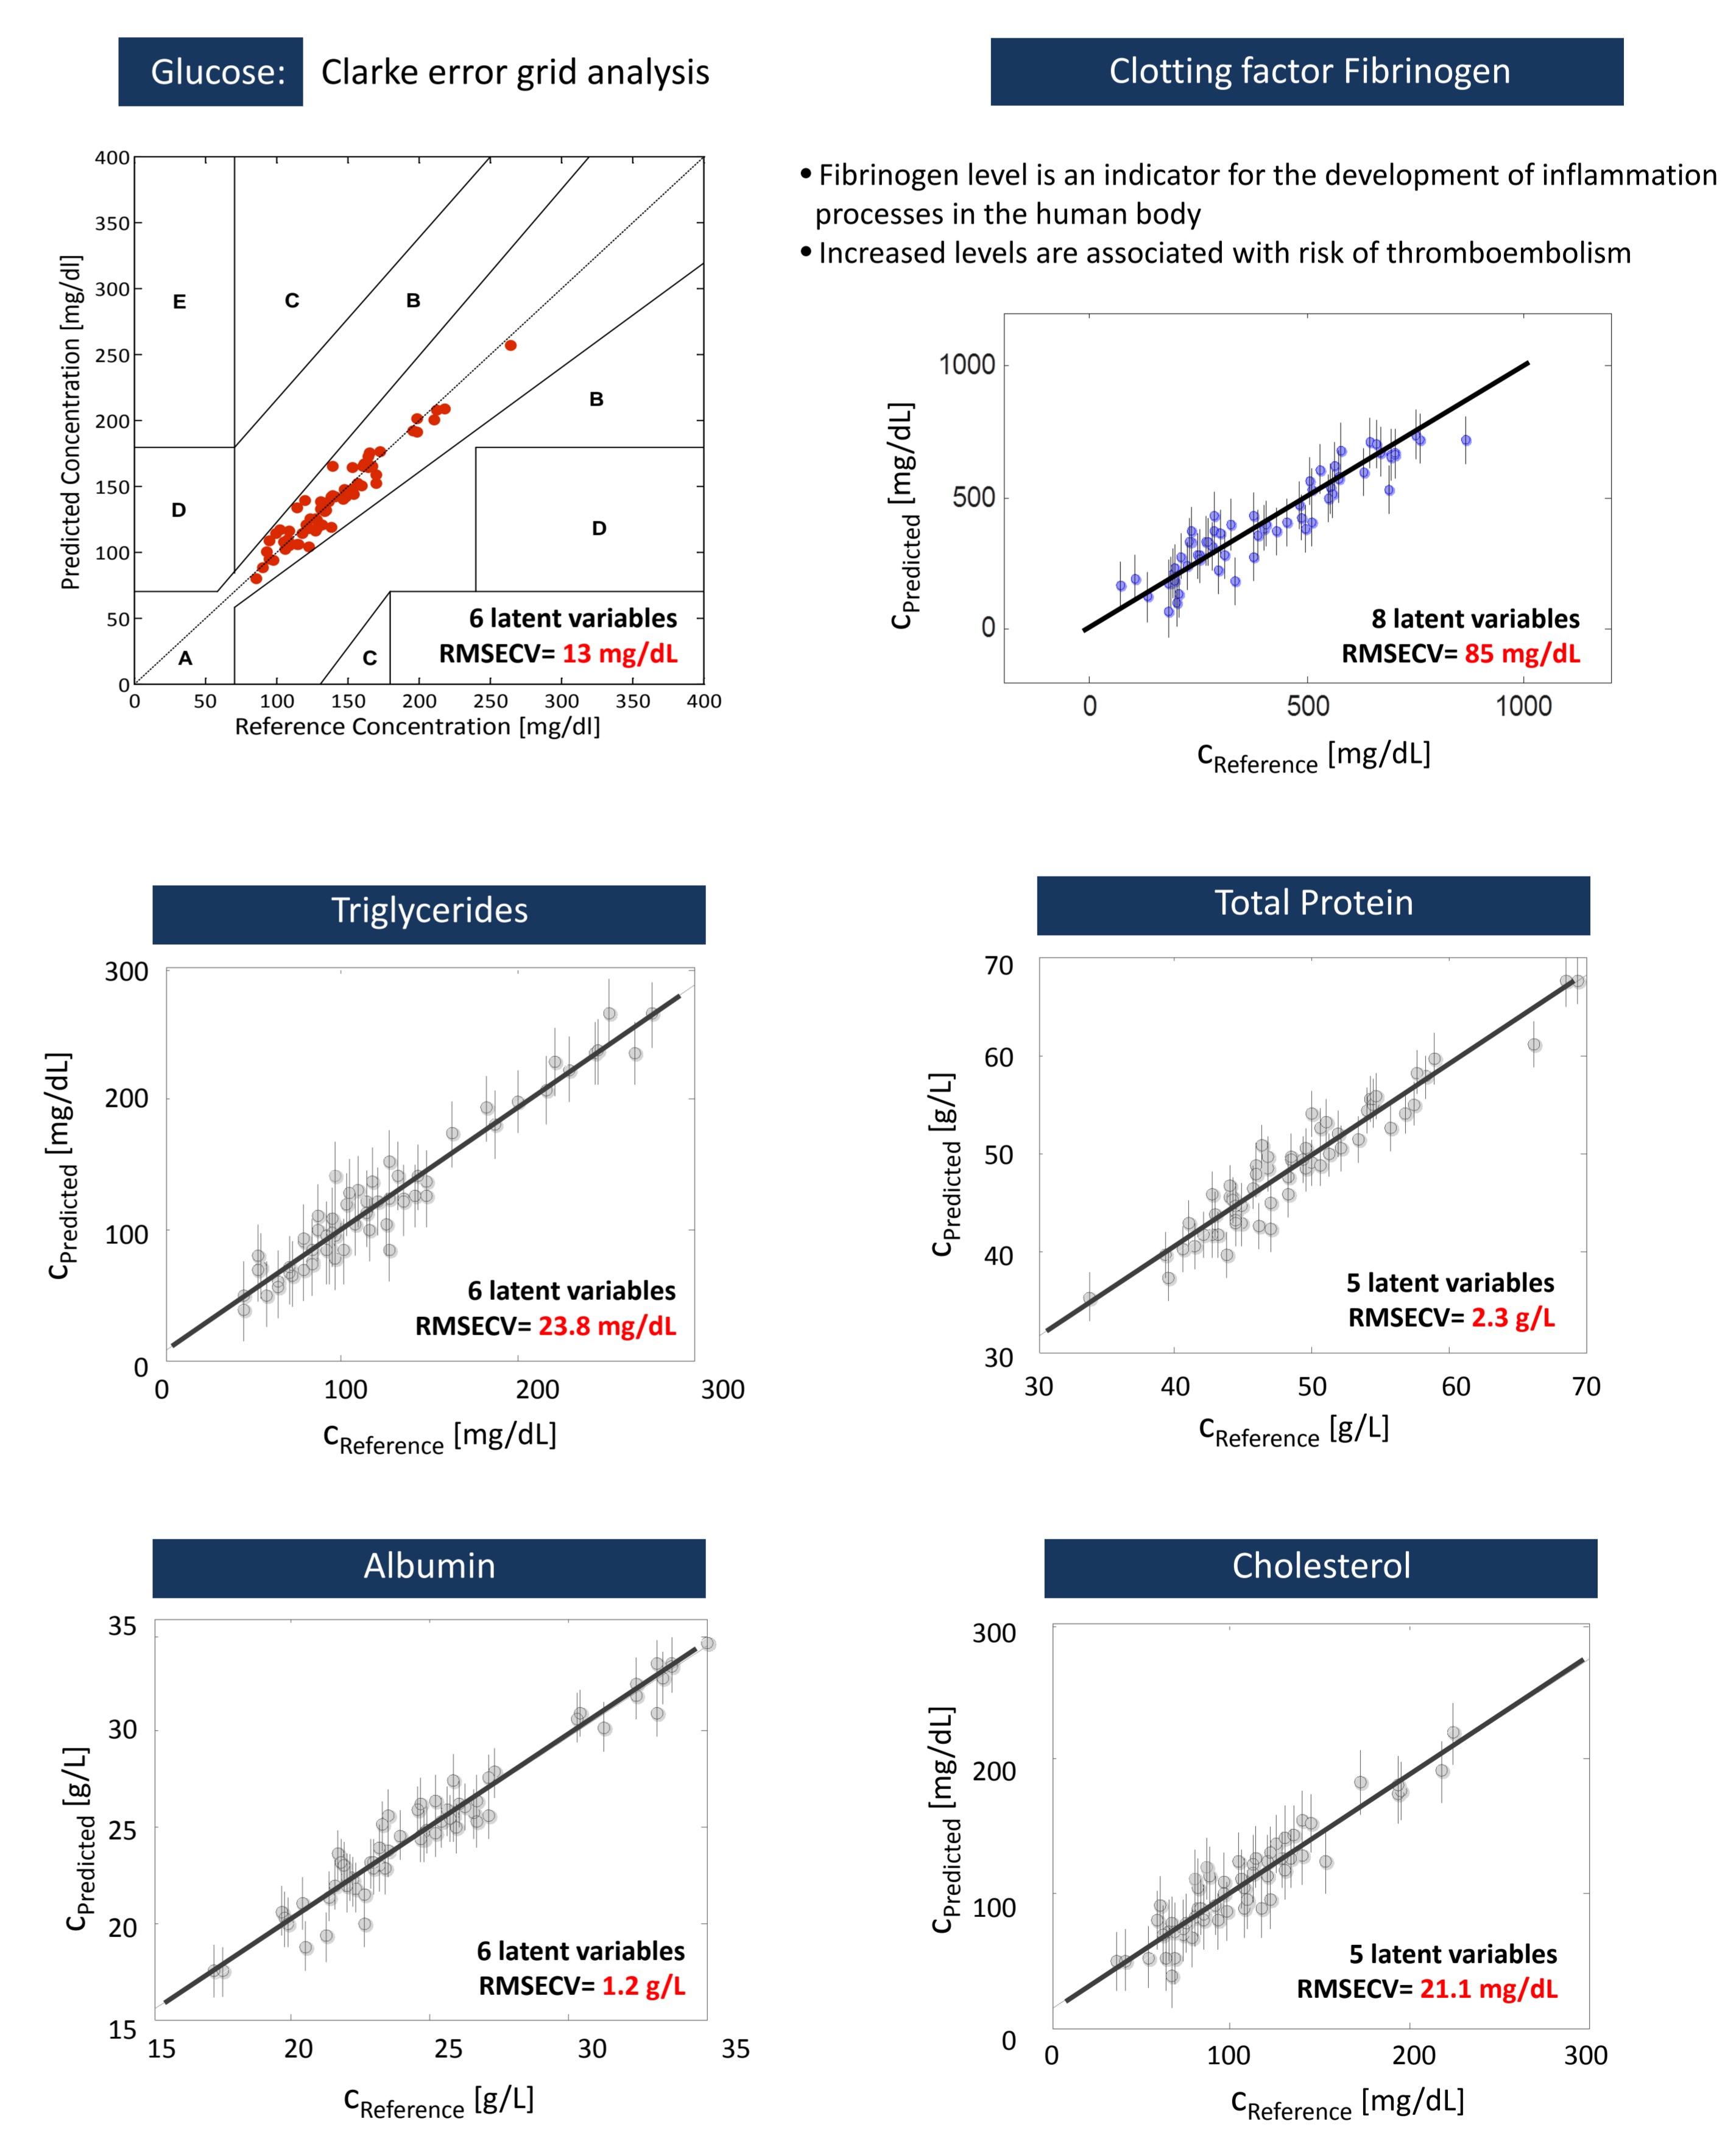 Glucose: Clarke error grid analysis
400
350
300
250
200
150
100
50
0
Predicted Concentration [mg/dl]
E
C
B
B
D
D
A
C
6 latent variables
RMSECV= 13 mg/dL
0 50 100 150 200 250 300 350 400
Reference Concentration [mg/dl]
Clotting factor Fibrinogen
• Fibrinogen level is an indicator for the development of inflammation
processes in the human body
• Increased levels are associated with risk of thromboembolism
1000
500
0
CPredicted [mg/dL]
8 latent variables
RMSECV= 85 mg/dL
0 500 1000
CReference [mg/dL]
Triglycerides
300
200
100
0
CPredicted [mg/dL]
6 latent variables
RMSECV= 23.8 mg/dL
0 100 200 300
CReference [mg/dL]
Total Protein
70
60
50
40
30
CPredicted [g/L]
5 latent variables
RMSECV= 2.3 g/L
30 40 50 60 70
CReference [g/L]
Albumin
35
30
25
20
15
CPredicted [g/L]
6 latent variables
RMSECV= 1.2 g/L
15 20 25 30 35
CReference [g/L]
Cholesterol
300
200
100
0
CPredicted [mg/dL]
5 latent variables
RMSECV= 21.1 mg/dL
0 100 200 300
CReference [mg/dL]